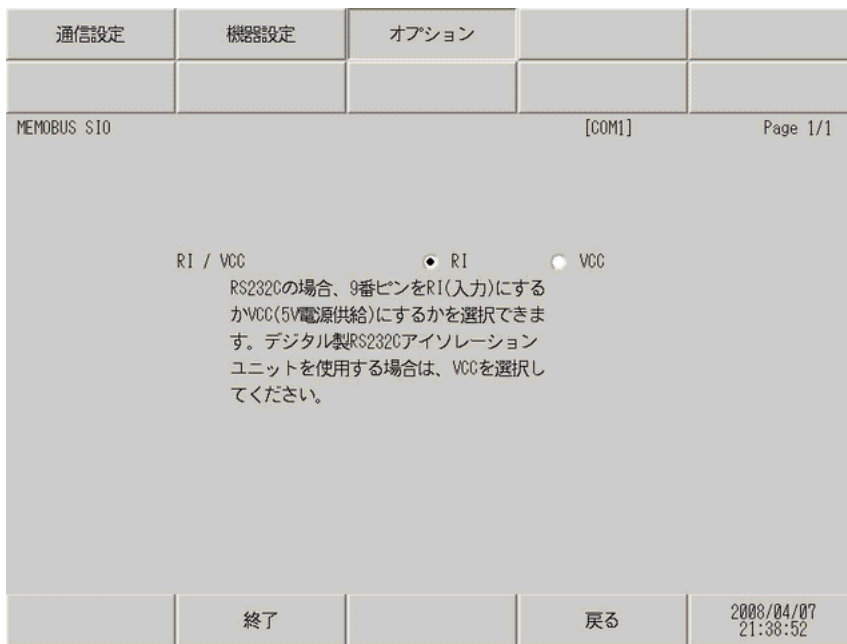 通信設定 機器設定 オプション
MEMOBUS SIO [COM1] Page 1/1
RI / VCC RI VCC
RS232Cの場合、9番ピンをRI(入力)にする
かVCC(5V電源供給)にするかを選択できま
す。デジタル製RS232Cアイソレーション
ユニットを使用する場合は、VCCを選択し
てください。
終了 戻る 2008/04/07
21:38:52